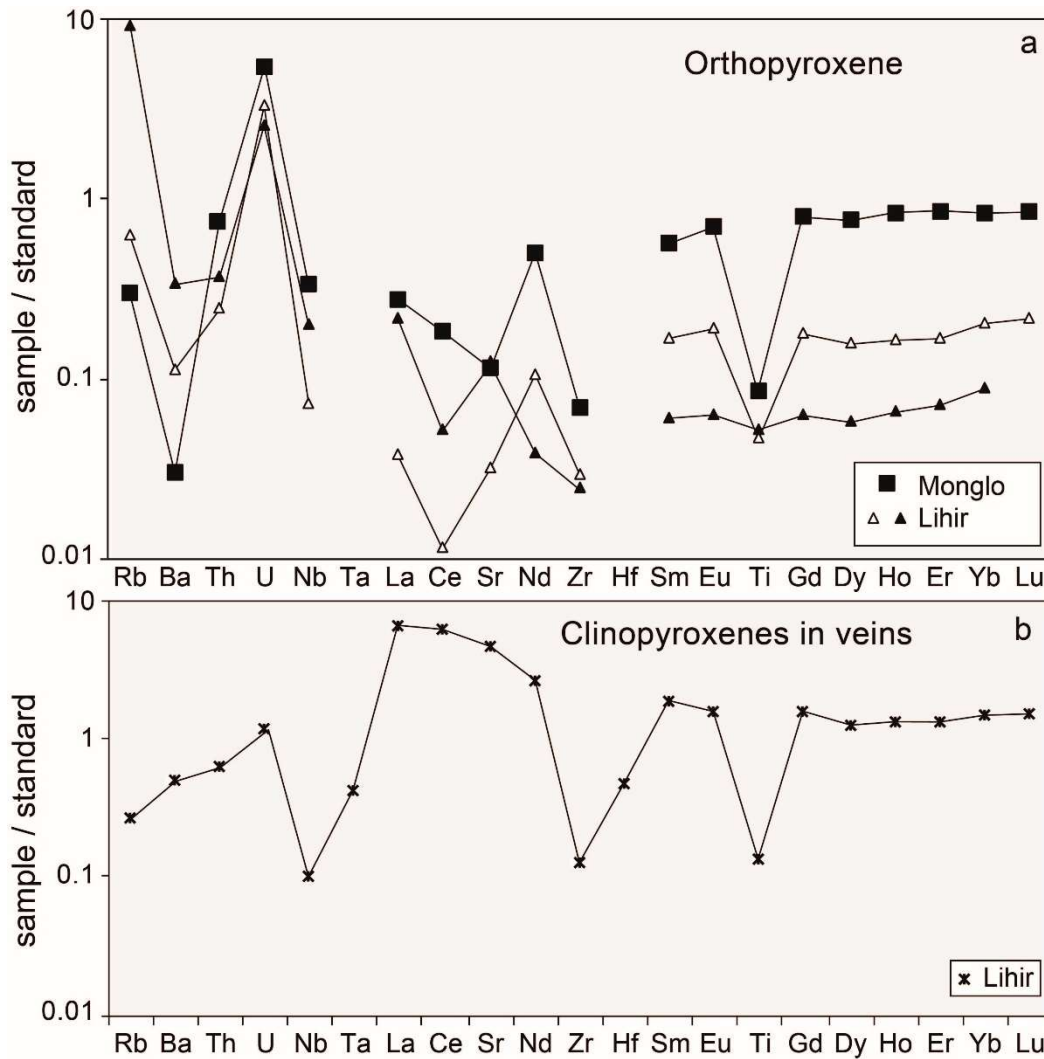 a
Orthopyroxene
sample / standard
10
1
0.1
0.01
Monglo
Lihir
Rb Ba Th U Nb Ta La Ce Sr Nd Zr Hf Sm Eu Ti Gd Dy Ho Er Yb Lu
b
Clinopyroxenes in veins
sample / standard
10
1
0.1
0.01
Lihir
Rb Ba Th U Nb Ta La Ce Sr Nd Zr Hf Sm Eu Ti Gd Dy Ho Er Yb Lu